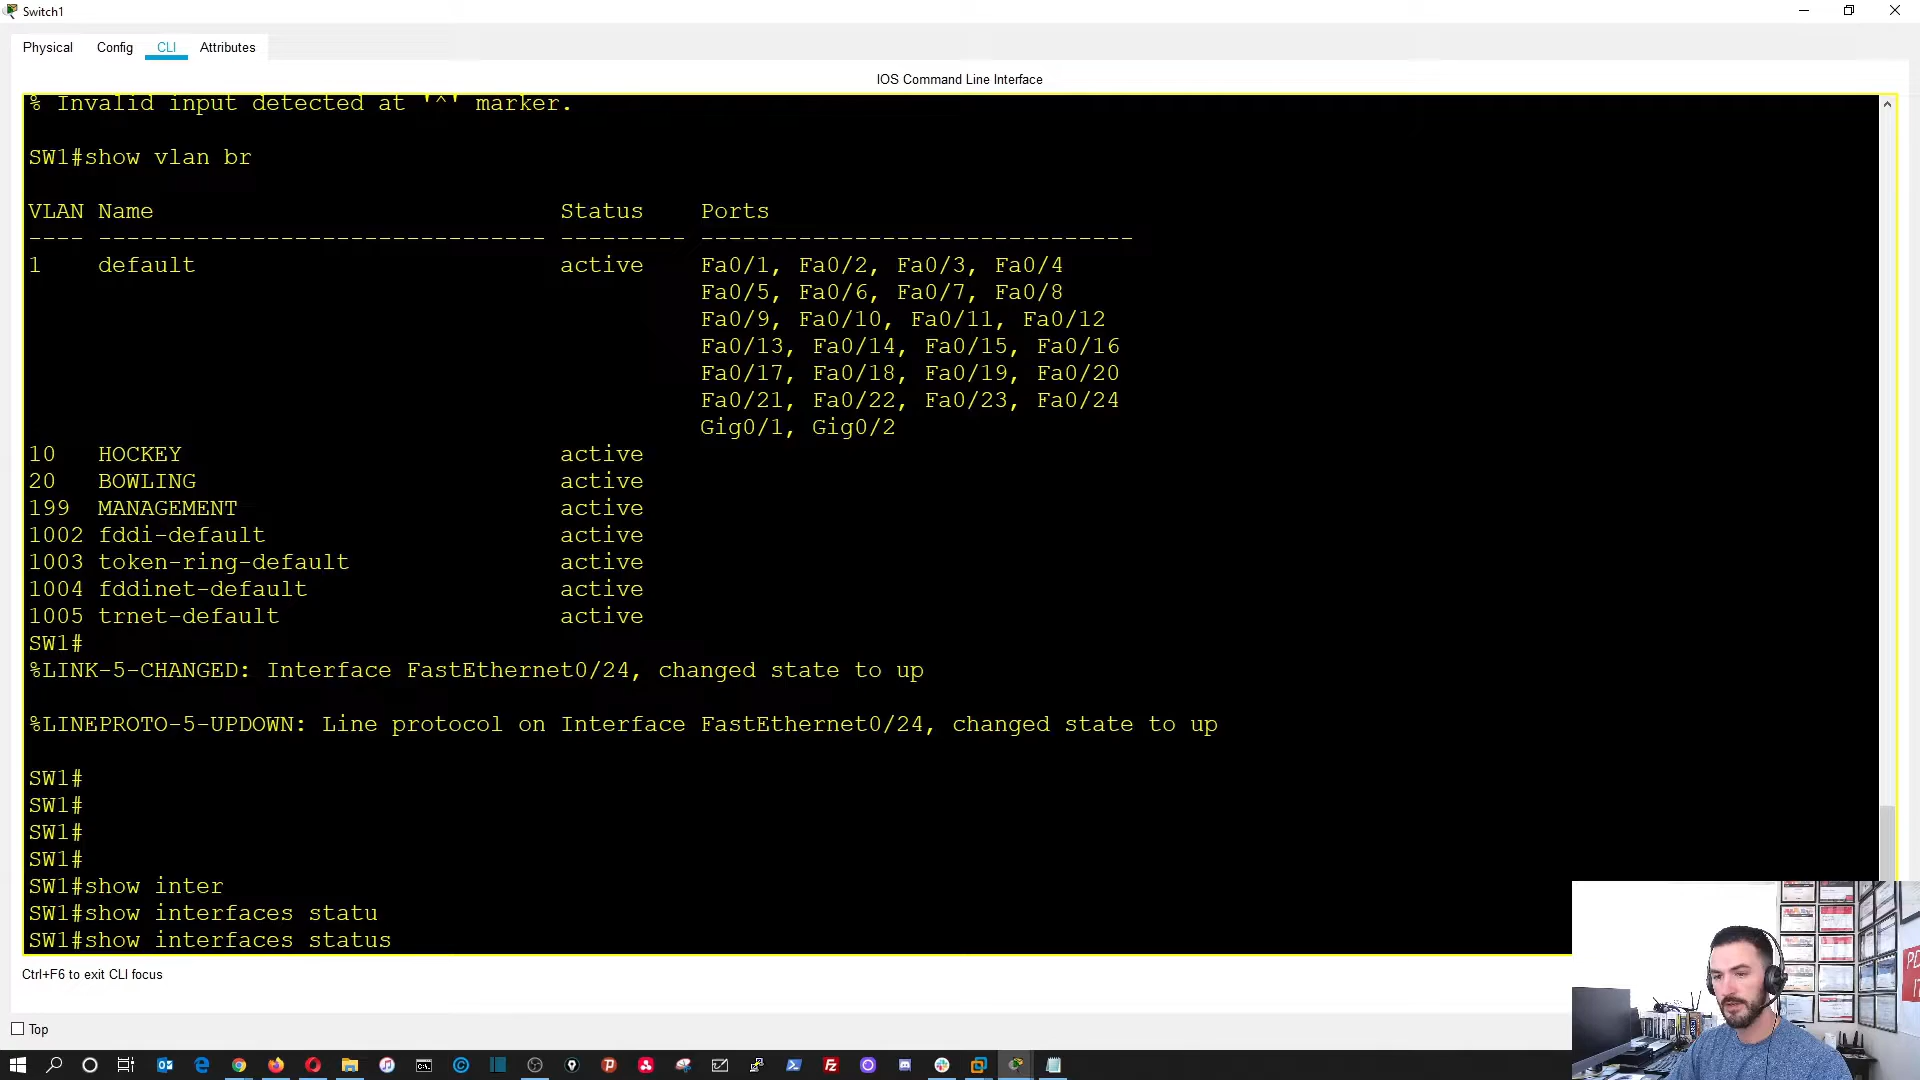 Switch1
Physical Config CLI Attributes
IOS Command Line Interface
% Invalid input detected at '^' marker.
SW1#show vlan br
VLAN Name Status Ports
---- -------------------------------- --------- -------------------------------
1 default active Fa0/1, Fa0/2, Fa0/3, Fa0/4
Fa0/5, Fa0/6, Fa0/7, Fa0/8
Fa0/9, Fa0/10, Fa0/11, Fa0/12
Fa0/13, Fa0/14, Fa0/15, Fa0/16
Fa0/17, Fa0/18, Fa0/19, Fa0/20
Fa0/21, Fa0/22, Fa0/23, Fa0/24
Gig0/1, Gig0/2
10 HOCKEY active
20 BOWLING active
199 MANAGEMENT active
1002 fddi-default active
1003 token-ring-default active
1004 fddinet-default active
1005 trnet-default active
SW1#
%LINK-5-CHANGED: Interface FastEthernet0/24, changed state to up
%LINEPROTO-5-UPDOWN: Line protocol on Interface FastEthernet0/24, changed state to up
SW1#
SW1#
SW1#
SW1#
SW1#show inter
SW1#show interfaces statu
SW1#show interfaces status
Ctrl+F6 to exit CLI focus
Top